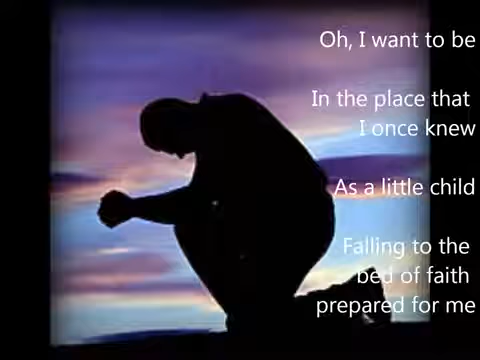 Oh, I want to be
In the place that
I once knew
As a little child
Falling to the
bed of faith
prepared for me